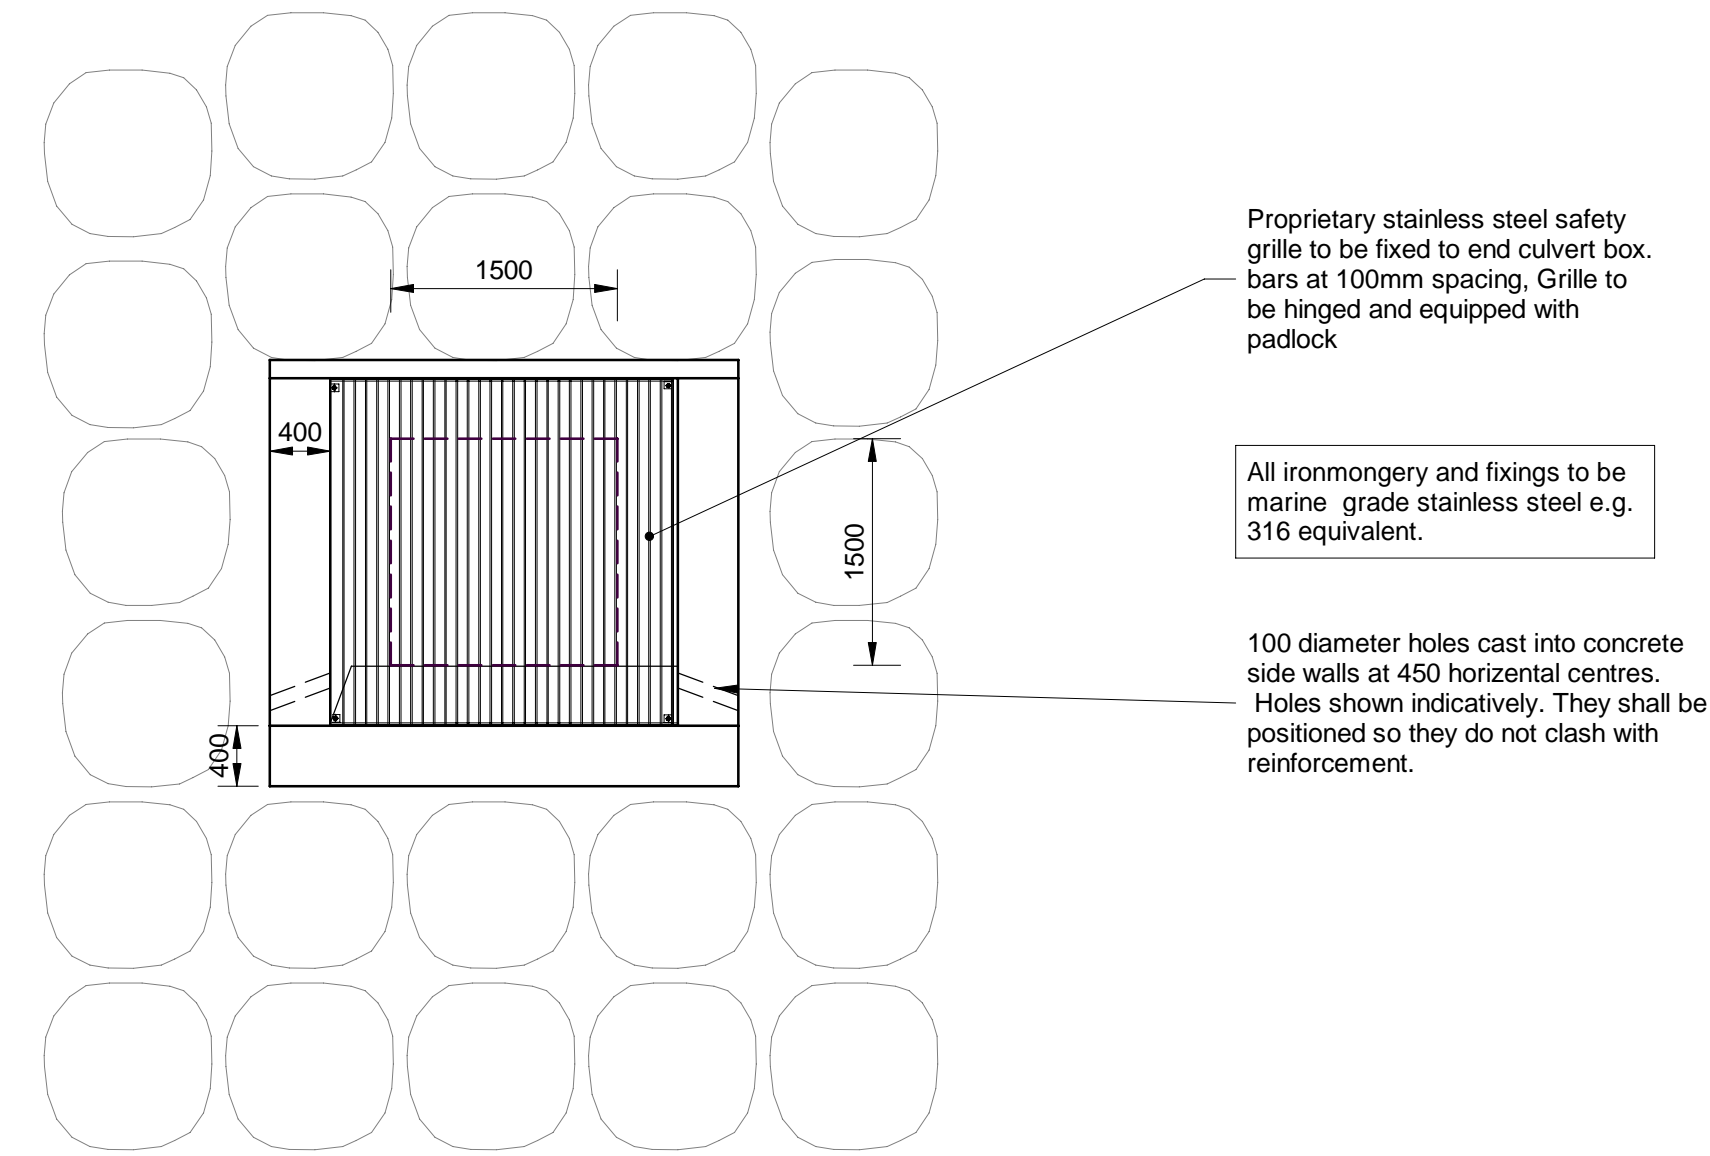 1500
Proprietary stainless steel safety
grille to be fixed to end culvert box.
bars at 100mm spacing, Grille to
be hinged and equipped with
padlock
400
1500
All ironmongery and fixings to be
marine  grade stainless steel e.g.
316 equivalent.
100 diameter holes cast into concrete
side walls at 450 horizental centres.
Holes shown indicatively. They shall be
positioned so they do not clash with
reinforcement.
400